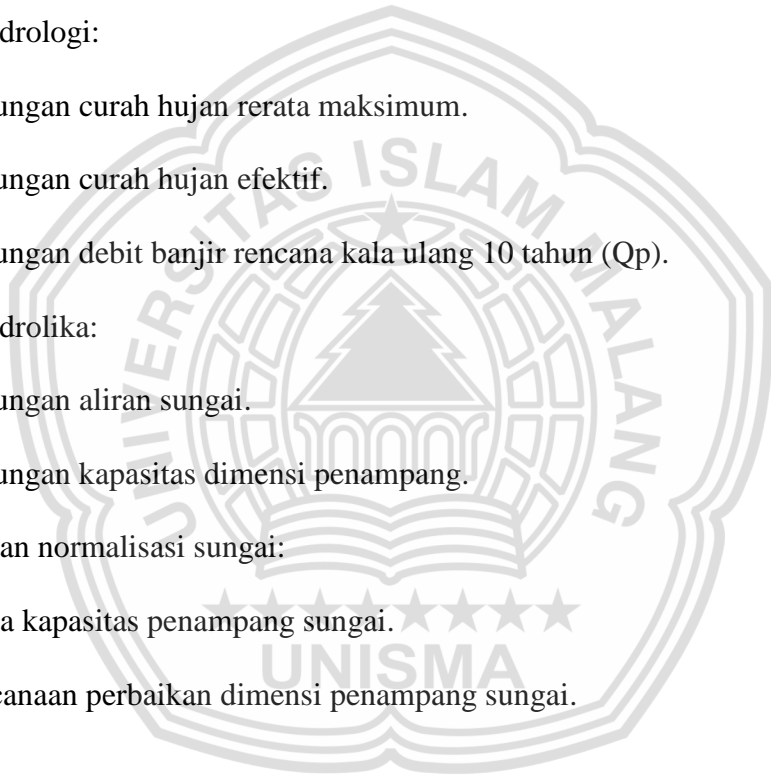 drologi:
ungan curah hujan rerata maksimum.
ungan curah hujan efektif.
ungan debit banjir rencana kala ulang 10 tahun (Qp).
drolika:
ungan aliran sungai.
ungan kapasitas dimensi penampang.
an normalisasi sungai:
a kapasitas penampang sungai.
canaan perbaikan dimensi penampang sungai.
UNIVERSITAS ISLAM MALANG
UNISMA